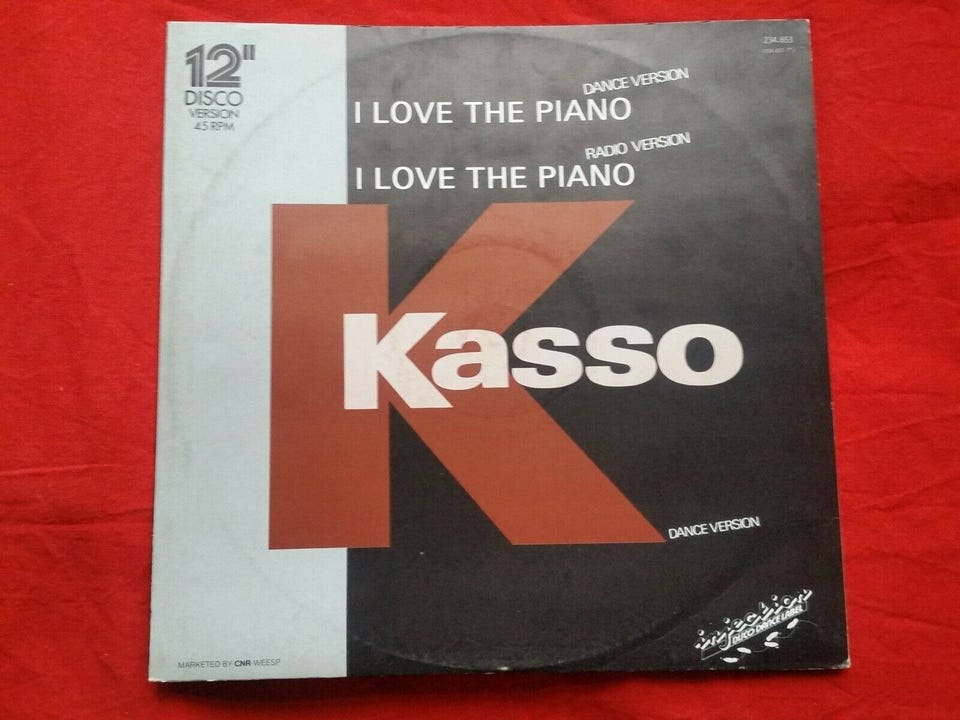 12"
DISCO
VERSION
45 RPM
234.653
DANCE VERSION
I LOVE THE PIANO
RADIO VERSION
I LOVE THE PIANO
K
Kasso
DANCE VERSION
injection
DISCO DANCE LABEL
MARKETED BY CNR-WEESP